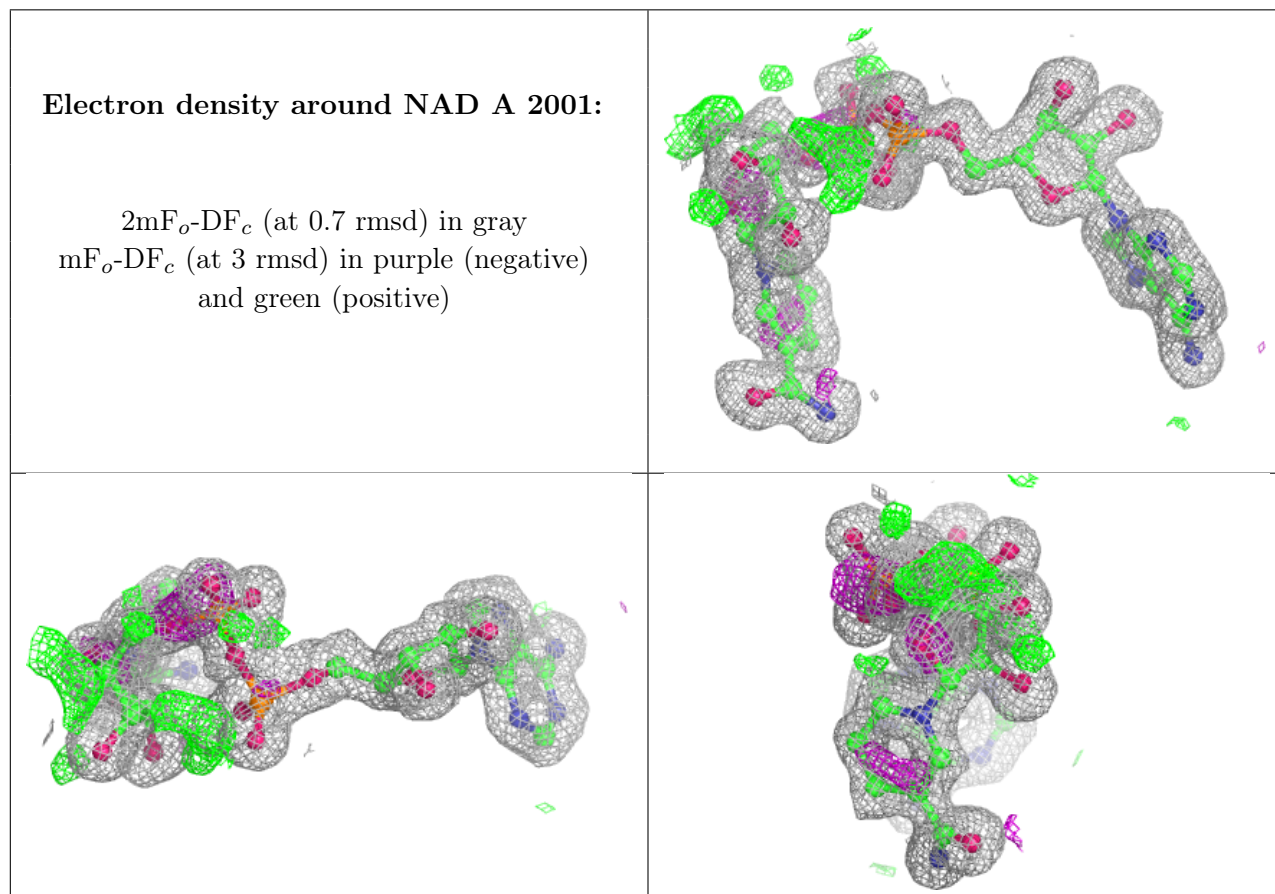 Electron density around NAD A 2001:
2mFo-DFc (at 0.7 rmsd) in gray
mFo-DFc (at 3 rmsd) in purple (negative)
and green (positive)